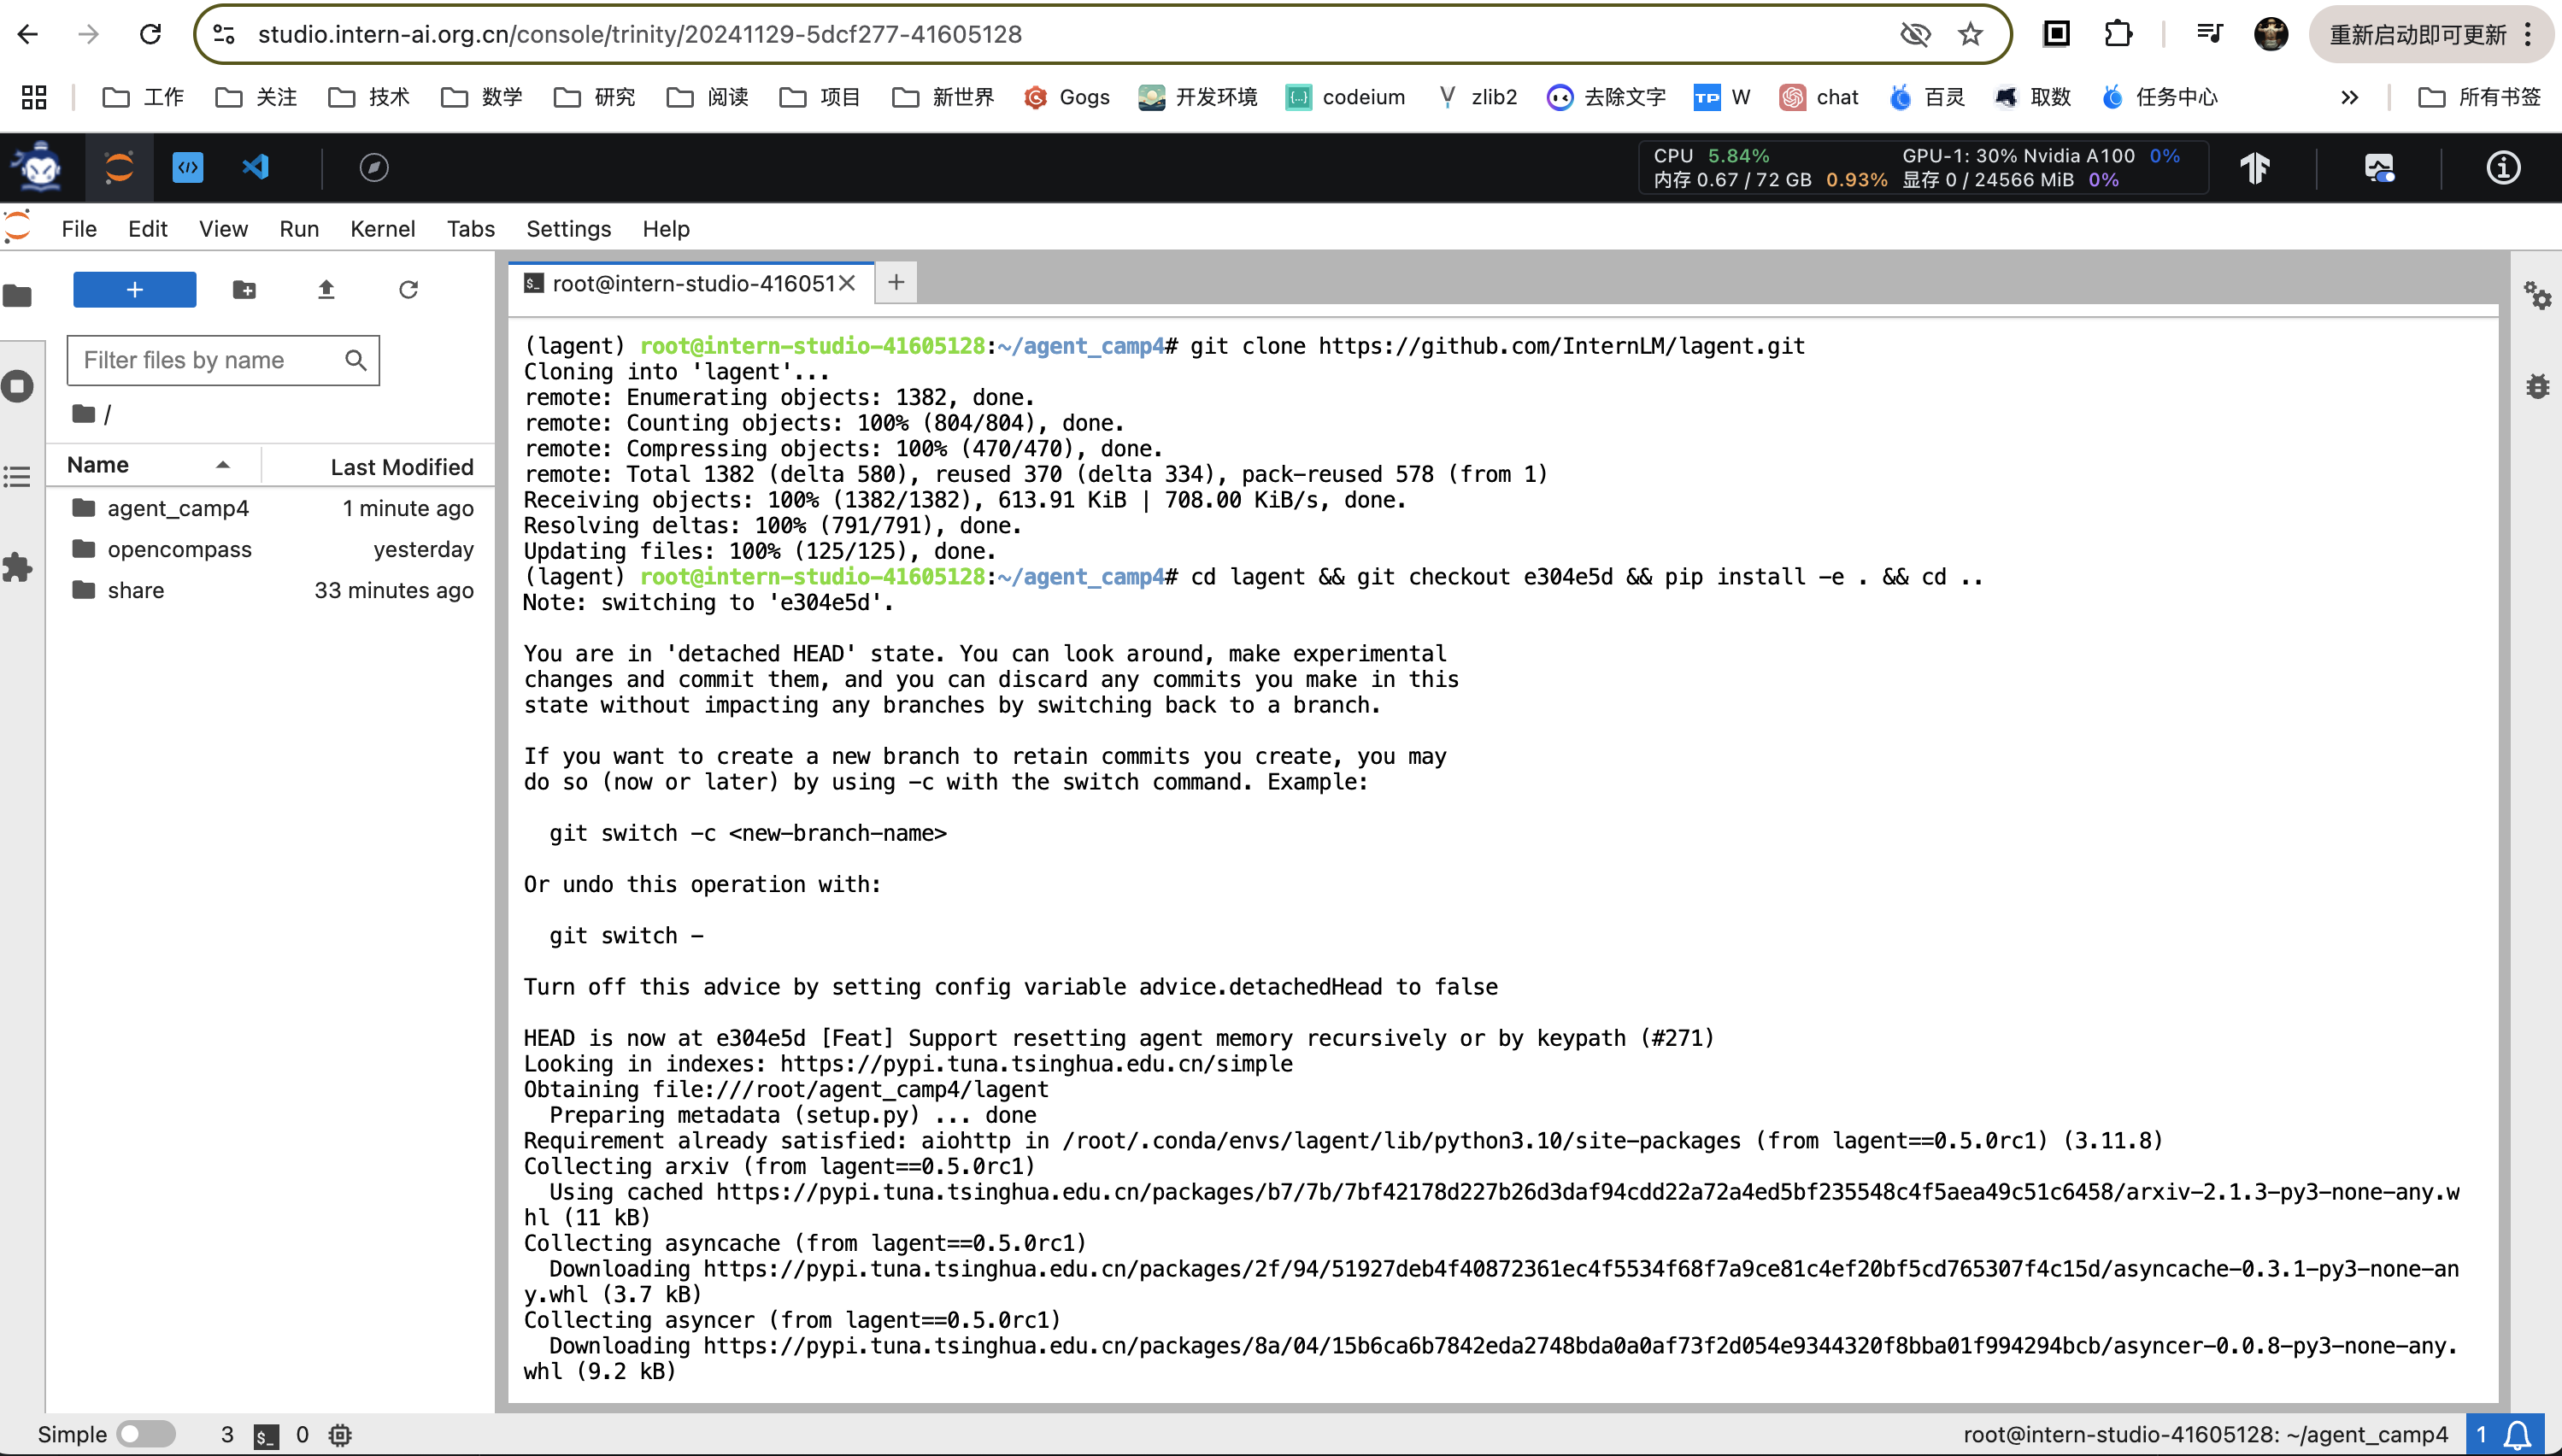 studio.intern-ai.org.cn/console/trinity/20241129-5dcf277-41605128
重新启动即可更新
工作 关注 技术 数学 研究 阅读 项目 新世界 Gogs 开发环境 codeium zlib2 去除文字 TP W chat 百灵 取数 任务中心 » 所有书签
CPU 5.84% GPU-1: 30% Nvidia A100 0%
内存 0.67 / 72 GB 0.93% 显存 0 / 24566 MiB 0%
File Edit View Run Kernel Tabs Settings Help
root@intern-studio-416051
Filter files by name
/
Name Last Modified
agent_camp4 1 minute ago
opencompass yesterday
share 33 minutes ago
(lagent) root@intern-studio-41605128:~/agent_camp4# git clone https://github.com/InternLM/lagent.git
Cloning into 'lagent'...
remote: Enumerating objects: 1382, done.
remote: Counting objects: 100% (804/804), done.
remote: Compressing objects: 100% (470/470), done.
remote: Total 1382 (delta 580), reused 370 (delta 334), pack-reused 578 (from 1)
Receiving objects: 100% (1382/1382), 613.91 KiB | 708.00 KiB/s, done.
Resolving deltas: 100% (791/791), done.
Updating files: 100% (125/125), done.
(lagent) root@intern-studio-41605128:~/agent_camp4# cd lagent && git checkout e304e5d && pip install -e . && cd ..
Note: switching to 'e304e5d'.
You are in 'detached HEAD' state. You can look around, make experimental
changes and commit them, and you can discard any commits you make in this
state without impacting any branches by switching back to a branch.
If you want to create a new branch to retain commits you create, you may
do so (now or later) by using -c with the switch command. Example:
git switch -c <new-branch-name>
Or undo this operation with:
git switch -
Turn off this advice by setting config variable advice.detachedHead to false
HEAD is now at e304e5d [Feat] Support resetting agent memory recursively or by keypath (#271)
Looking in indexes: https://pypi.tuna.tsinghua.edu.cn/simple
Obtaining file:///root/agent_camp4/lagent
Preparing metadata (setup.py) ... done
Requirement already satisfied: aiohttp in /root/.conda/envs/lagent/lib/python3.10/site-packages (from lagent==0.5.0rc1) (3.11.8)
Collecting arxiv (from lagent==0.5.0rc1)
Using cached https://pypi.tuna.tsinghua.edu.cn/packages/b7/7b/7bf42178d227b26d3daf94cdd22a72a4ed5bf235548c4f5aea49c51c6458/arxiv-2.1.3-py3-none-any.w
hl (11 kB)
Collecting asyncache (from lagent==0.5.0rc1)
Downloading https://pypi.tuna.tsinghua.edu.cn/packages/2f/94/51927deb4f40872361ec4f5534f68f7a9ce81c4ef20bf5cd765307f4c15d/asyncache-0.3.1-py3-none-an
y.whl (3.7 kB)
Collecting asyncer (from lagent==0.5.0rc1)
Downloading https://pypi.tuna.tsinghua.edu.cn/packages/8a/04/15b6ca6b7842eda2748bda0a0af73f2d054e9344320f8bba01f994294bcb/asyncer-0.0.8-py3-none-any.
whl (9.2 kB)
Simple 3 $_ 0 root@intern-studio-41605128: ~/agent_camp4 1